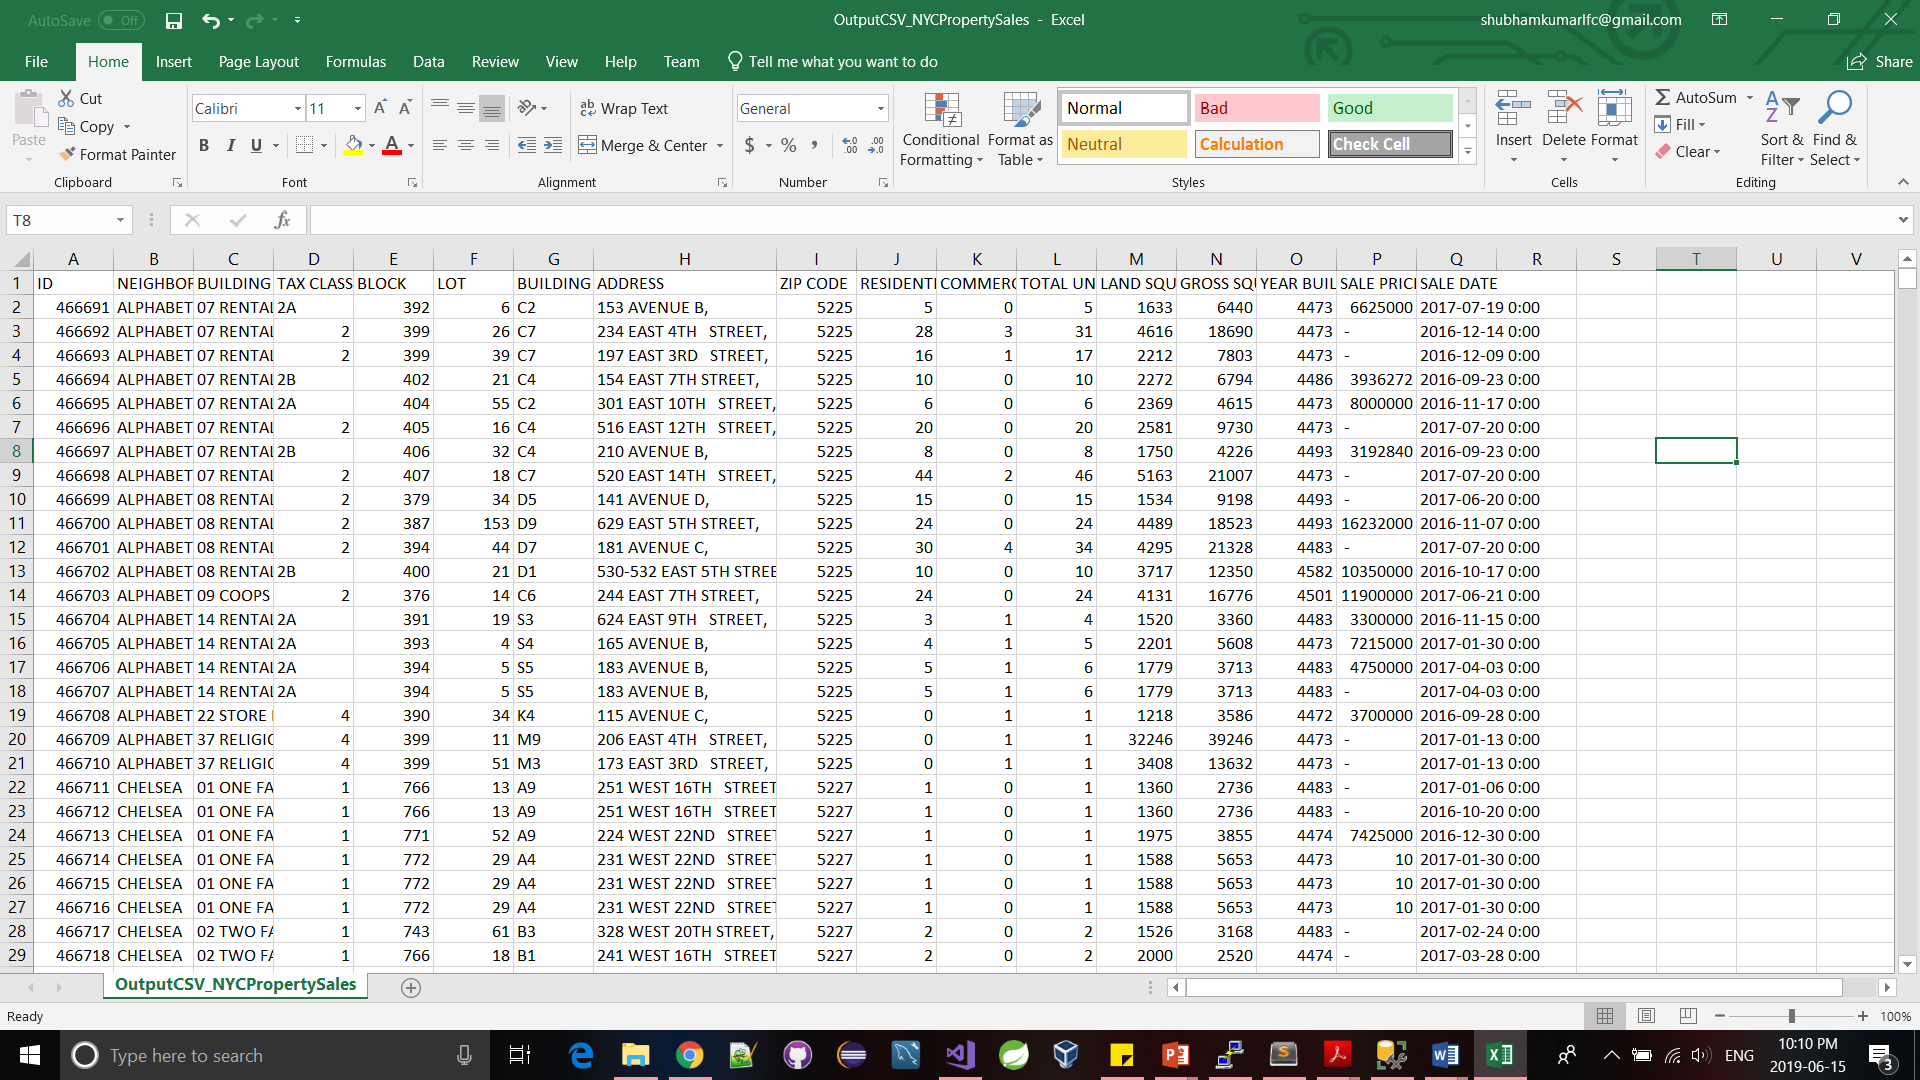 AutoSave Off OutputCSV_NYCPropertySales - Excel shubhamkumarlfc@gmail.com
File Home Insert Page Layout Formulas Data Review View Help Team Tell me what you want to do Share
Paste Cut Copy Format Painter Clipboard
Calibri 11 A A B I U A Font
ab Wrap Text Merge & Center Alignment
General $ % , Number
Conditional Formatting Format as Table Normal Bad Good Neutral Calculation Check Cell Styles
Insert Delete Format Cells
AutoSum Fill Clear Sort & Filter Find & Select Editing
T8 fx
A B C D E F G H I J K L M N O P Q R S T U V
1 ID NEIGHBOR BUILDING TAX CLASS BLOCK LOT BUILDING ADDRESS ZIP CODE RESIDENTI COMMERC TOTAL UN LAND SQU GROSS SQU YEAR BUIL SALE PRICI SALE DATE
2 466691 ALPHABET 07 RENTAL 2A 392 6 C2 153 AVENUE B, 5225 5 0 5 1633 6440 4473 6625000 2017-07-19 0:00
3 466692 ALPHABET 07 RENTAL 2 399 26 C7 234 EAST 4TH STREET, 5225 28 3 31 4616 18690 4473 - 2016-12-14 0:00
4 466693 ALPHABET 07 RENTAL 2 399 39 C7 197 EAST 3RD STREET, 5225 16 1 17 2212 7803 4473 - 2016-12-09 0:00
5 466694 ALPHABET 07 RENTAL 2B 402 21 C4 154 EAST 7TH STREET, 5225 10 0 10 2272 6794 4486 3936272 2016-09-23 0:00
6 466695 ALPHABET 07 RENTAL 2A 404 55 C2 301 EAST 10TH STREET, 5225 6 0 6 2369 4615 4473 8000000 2016-11-17 0:00
7 466696 ALPHABET 07 RENTAL 2 405 16 C4 516 EAST 12TH STREET, 5225 20 0 20 2581 9730 4473 - 2017-07-20 0:00
8 466697 ALPHABET 07 RENTAL 2B 406 32 C4 210 AVENUE B, 5225 8 0 8 1750 4226 4493 3192840 2016-09-23 0:00
9 466698 ALPHABET 07 RENTAL 2 407 18 C7 520 EAST 14TH STREET, 5225 44 2 46 5163 21007 4473 - 2017-07-20 0:00
10 466699 ALPHABET 08 RENTAL 2 379 34 D5 141 AVENUE D, 5225 15 0 15 1534 9198 4493 - 2017-06-20 0:00
11 466700 ALPHABET 08 RENTAL 2 387 153 D9 629 EAST 5TH STREET, 5225 24 0 24 4489 18523 4493 16232000 2016-11-07 0:00
12 466701 ALPHABET 08 RENTAL 2 394 44 D7 181 AVENUE C, 5225 30 4 34 4295 21328 4483 - 2017-07-20 0:00
13 466702 ALPHABET 08 RENTAL 2B 400 21 D1 530-532 EAST 5TH STREE 5225 10 0 10 3717 12350 4582 10350000 2016-10-17 0:00
14 466703 ALPHABET 09 COOPS 2 376 14 C6 244 EAST 7TH STREET, 5225 24 0 24 4131 16776 4501 11900000 2017-06-21 0:00
15 466704 ALPHABET 14 RENTAL 2A 391 19 S3 624 EAST 9TH STREET, 5225 3 1 4 1520 3360 4483 3300000 2016-11-15 0:00
16 466705 ALPHABET 14 RENTAL 2A 393 4 S4 165 AVENUE B, 5225 4 1 5 2201 5608 4473 7215000 2017-01-30 0:00
17 466706 ALPHABET 14 RENTAL 2A 394 5 S5 183 AVENUE B, 5225 5 1 6 1779 3713 4483 4750000 2017-04-03 0:00
18 466707 ALPHABET 14 RENTAL 2A 394 5 S5 183 AVENUE B, 5225 5 1 6 1779 3713 4483 - 2017-04-03 0:00
19 466708 ALPHABET 22 STORE 4 390 34 K4 115 AVENUE C, 5225 0 1 1 1218 3586 4472 3700000 2016-09-28 0:00
20 466709 ALPHABET 37 RELIGIC 4 399 11 M9 206 EAST 4TH STREET, 5225 0 1 1 32246 39246 4473 - 2017-01-13 0:00
21 466710 ALPHABET 37 RELIGIC 4 399 51 M3 173 EAST 3RD STREET, 5225 0 1 1 3408 13632 4473 - 2017-01-13 0:00
22 466711 CHELSEA 01 ONE FA 1 766 13 A9 251 WEST 16TH STREET 5227 1 0 1 1360 2736 4483 - 2017-01-06 0:00
23 466712 CHELSEA 01 ONE FA 1 766 13 A9 251 WEST 16TH STREET 5227 1 0 1 1360 2736 4483 - 2016-10-20 0:00
24 466713 CHELSEA 01 ONE FA 1 771 52 A9 224 WEST 22ND STREET 5227 1 0 1 1975 3855 4474 7425000 2016-12-30 0:00
25 466714 CHELSEA 01 ONE FA 1 772 29 A4 231 WEST 22ND STREET 5227 1 0 1 1588 5653 4473 10 2017-01-30 0:00
26 466715 CHELSEA 01 ONE FA 1 772 29 A4 231 WEST 22ND STREET 5227 1 0 1 1588 5653 4473 10 2017-01-30 0:00
27 466716 CHELSEA 01 ONE FA 1 772 29 A4 231 WEST 22ND STREET 5227 1 0 1 1588 5653 4473 10 2017-01-30 0:00
28 466717 CHELSEA 02 TWO FA 1 743 61 B3 328 WEST 20TH STREET, 5227 2 0 2 1526 3168 4483 - 2017-02-24 0:00
29 466718 CHELSEA 02 TWO FA 1 766 18 B1 241 WEST 16TH STREET 5227 2 0 2 2000 2520 4474 - 2017-03-28 0:00
OutputCSV_NYCPropertySales
Ready 100%
Type here to search ENG 10:10 PM
2019-06-15 3